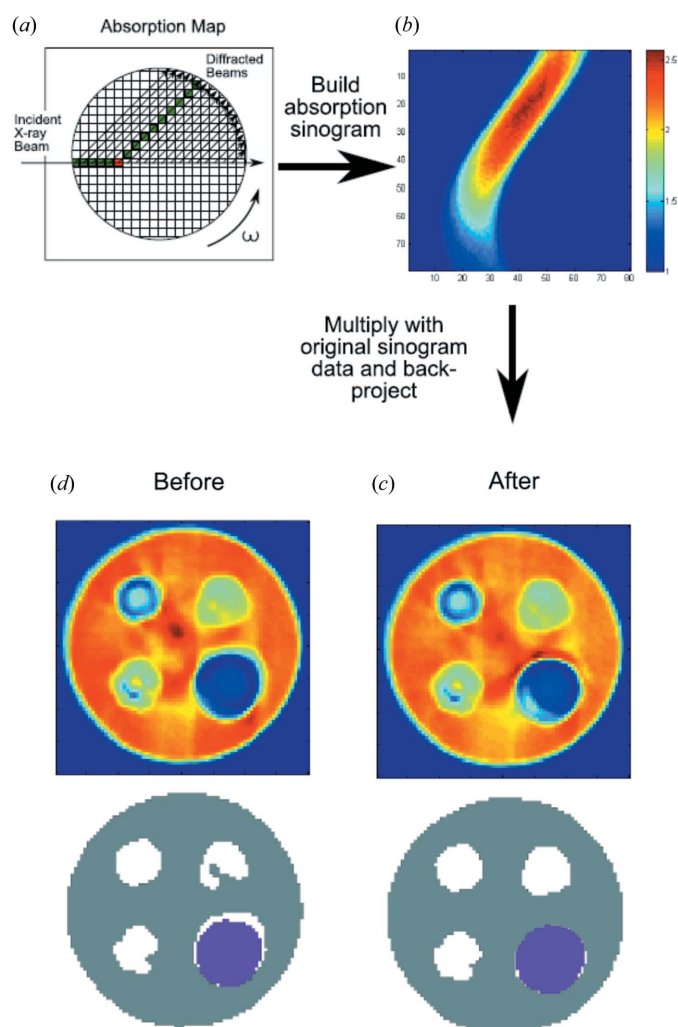 (a)
Absorption Map
Diffracted
Beams
Incident
X-ray
Beam
ω
Build
absorption
sinogram
(b)
10
20
30
40
50
60
70
10 20 30 40 50 60 70 80
2.5
2
1.5
1
Multiply with
original sinogram
data and back-
project
(d) Before
(c) After